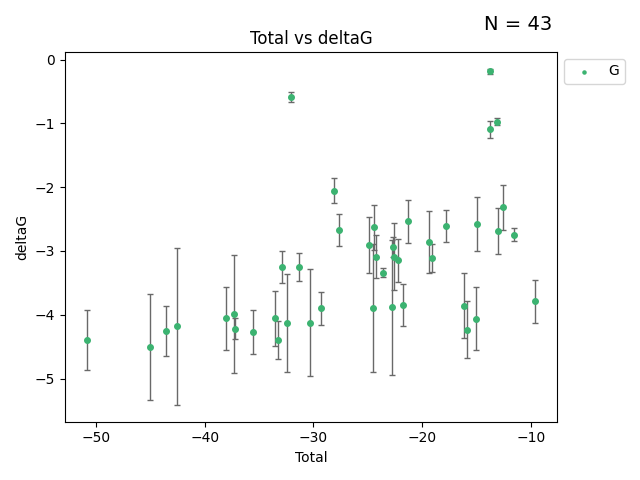 N = 43
Total vs deltaG
G
deltaG
0
−1
−2
−3
−4
−5
−50 −40 −30 −20 −10
Total